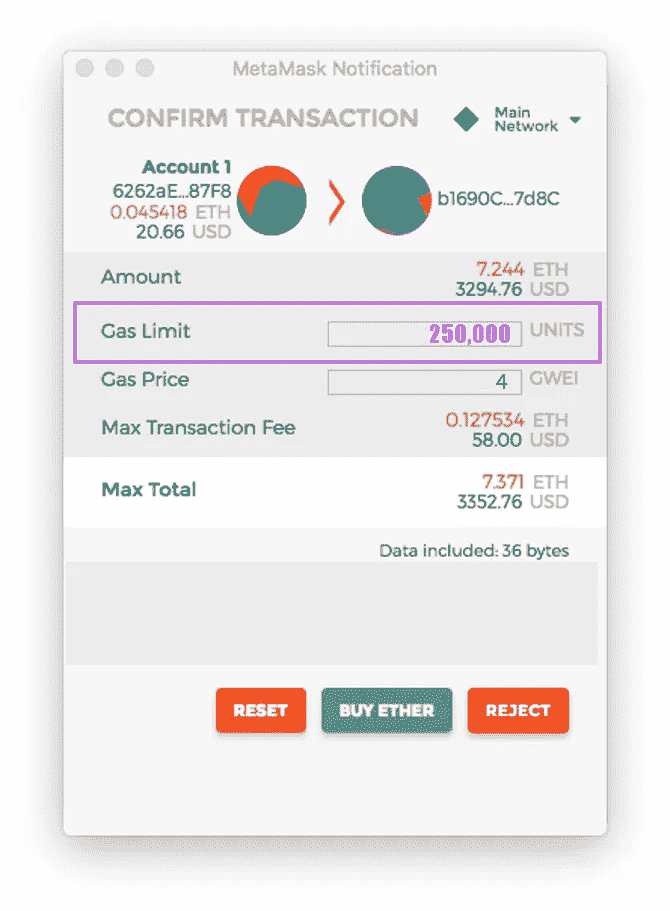 MetaMask Notification
CONFIRM TRANSACTION
Main
Network
Account 1
6262aE...87F8
0.045418 ETH
20.66 USD
b1690C...7d8C
Amount
7.244 ETH
3294.76 USD
Gas Limit 250,000 UNITS
Gas Price 4 GWEI
Max Transaction Fee
0.127534 ETH
58.00 USD
Max Total
7.371 ETH
3352.76 USD
Data included: 36 bytes
RESET BUY ETHER REJECT